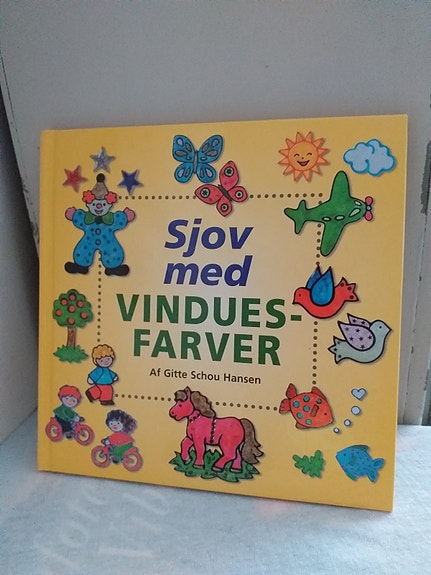 Sjov
med
VINDUES-
FARVER
Af Gitte Schou Hansen